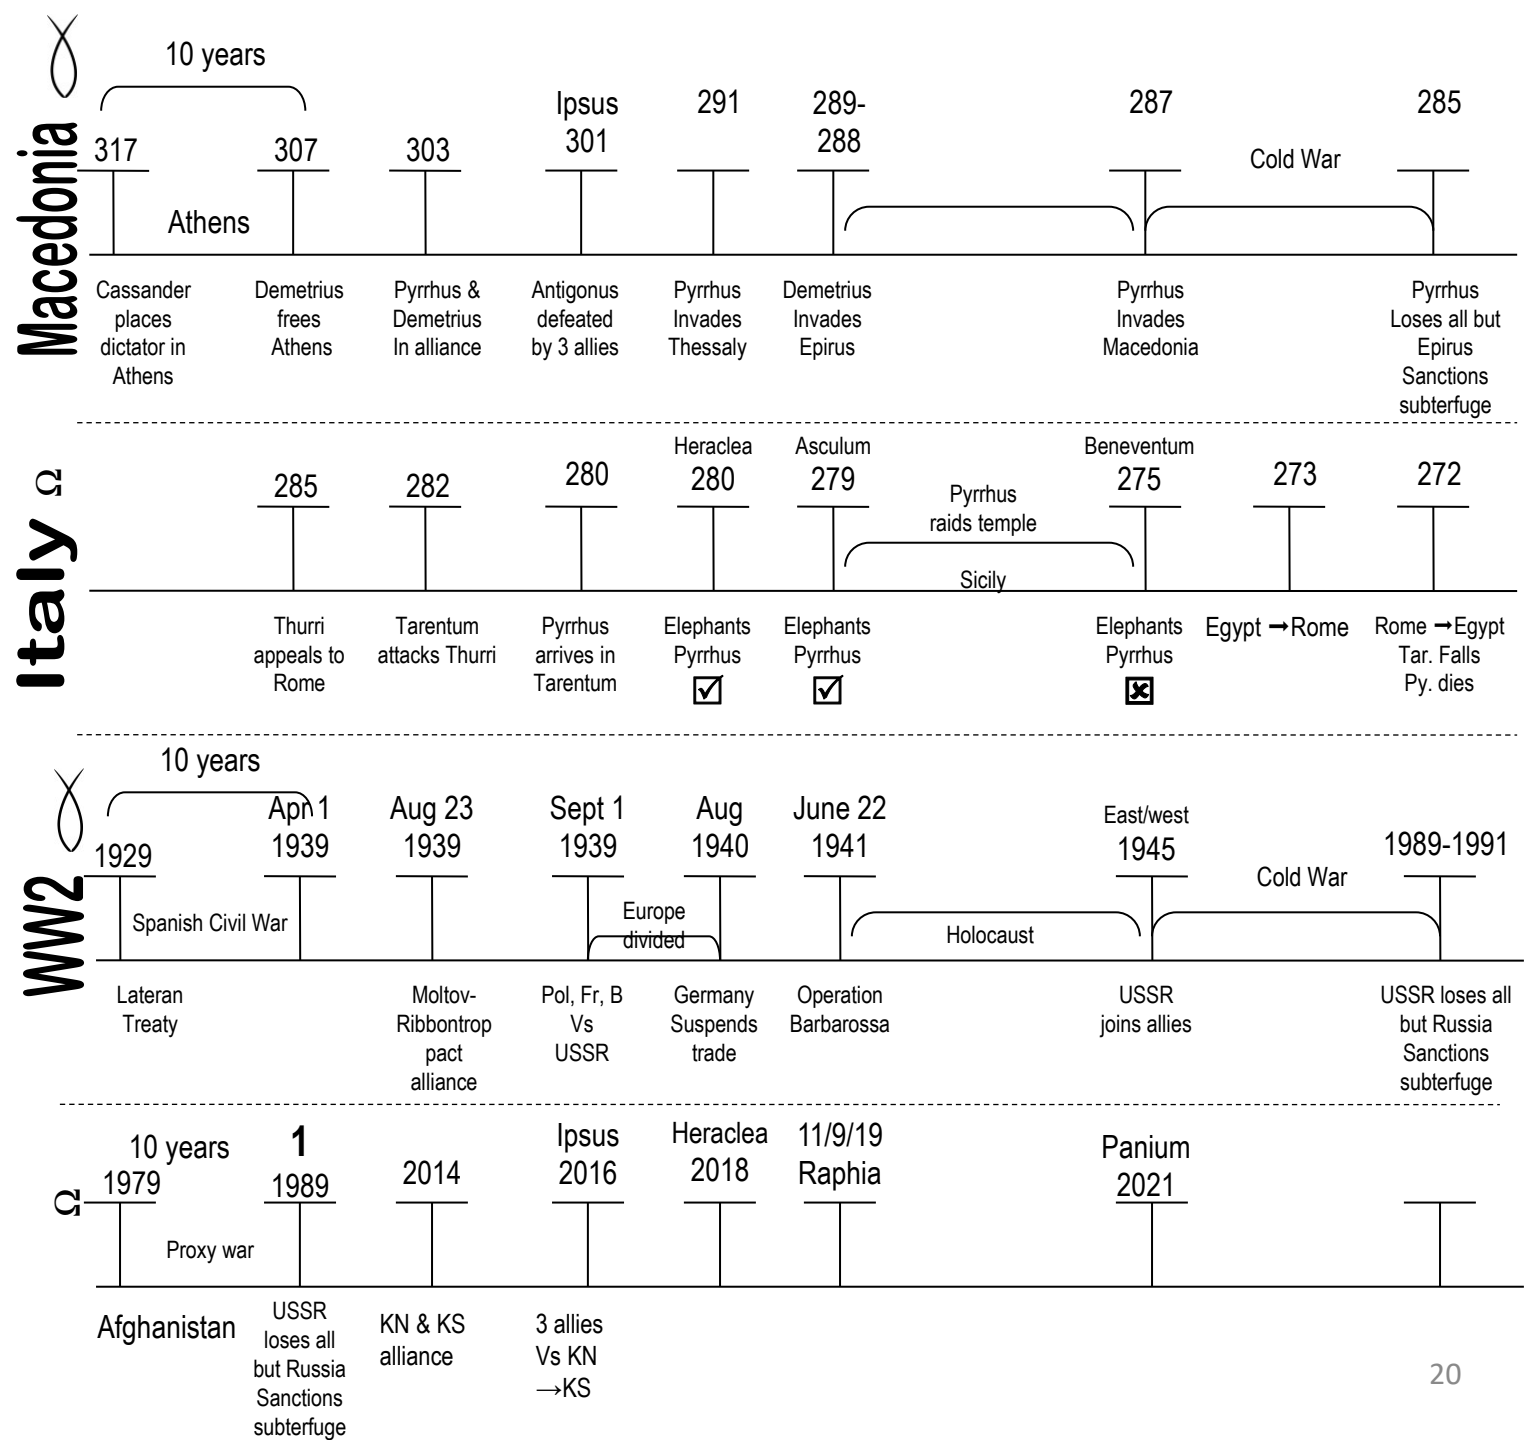 Macedonia
10 years
317
307
303
Ipsus
301
291
289-
288
287
285
Athens
Cold War
Cassander
places
dictator in
Athens
Demetrius
frees
Athens
Pyrrhus &
Demetrius
In alliance
Antigonus
defeated
by 3 allies
Pyrrhus
Invades
Thessaly
Demetrius
Invades
Epirus
Pyrrhus
Invades
Macedonia
Pyrrhus
Loses all but
Epirus
Sanctions
subterfuge
Italy Ω
285
282
280
Heraclea
280
Asculum
279
Pyrrhus
raids temple
Sicily
Beneventum
275
273
272
Thurri
appeals to
Rome
Tarentum
attacks Thurri
Pyrrhus
arrives in
Tarentum
Elephants
Pyrrhus
☑
Elephants
Pyrrhus
☑
Elephants
Pyrrhus
☒
Egypt ➞Rome
Rome ➞Egypt
Tar. Falls
Py. dies
WW2
10 years
1929
Apr 1
1939
Aug 23
1939
Sept 1
1939
Aug
1940
June 22
1941
East/west
1945
1989-1991
Spanish Civil War
Europe
divided
Holocaust
Cold War
Lateran
Treaty
Moltov-
Ribbontrop
pact
alliance
Pol, Fr, B
Vs
USSR
Germany
Suspends
trade
Operation
Barbarossa
USSR
joins allies
USSR loses all
but Russia
Sanctions
subterfuge
Ω
10 years
1979
1
1989
2014
Ipsus
2016
Heraclea
2018
11/9/19
Raphia
Panium
2021
Proxy war
Afghanistan
USSR
loses all
but Russia
Sanctions
subterfuge
KN & KS
alliance
3 allies
Vs KN
→KS
20